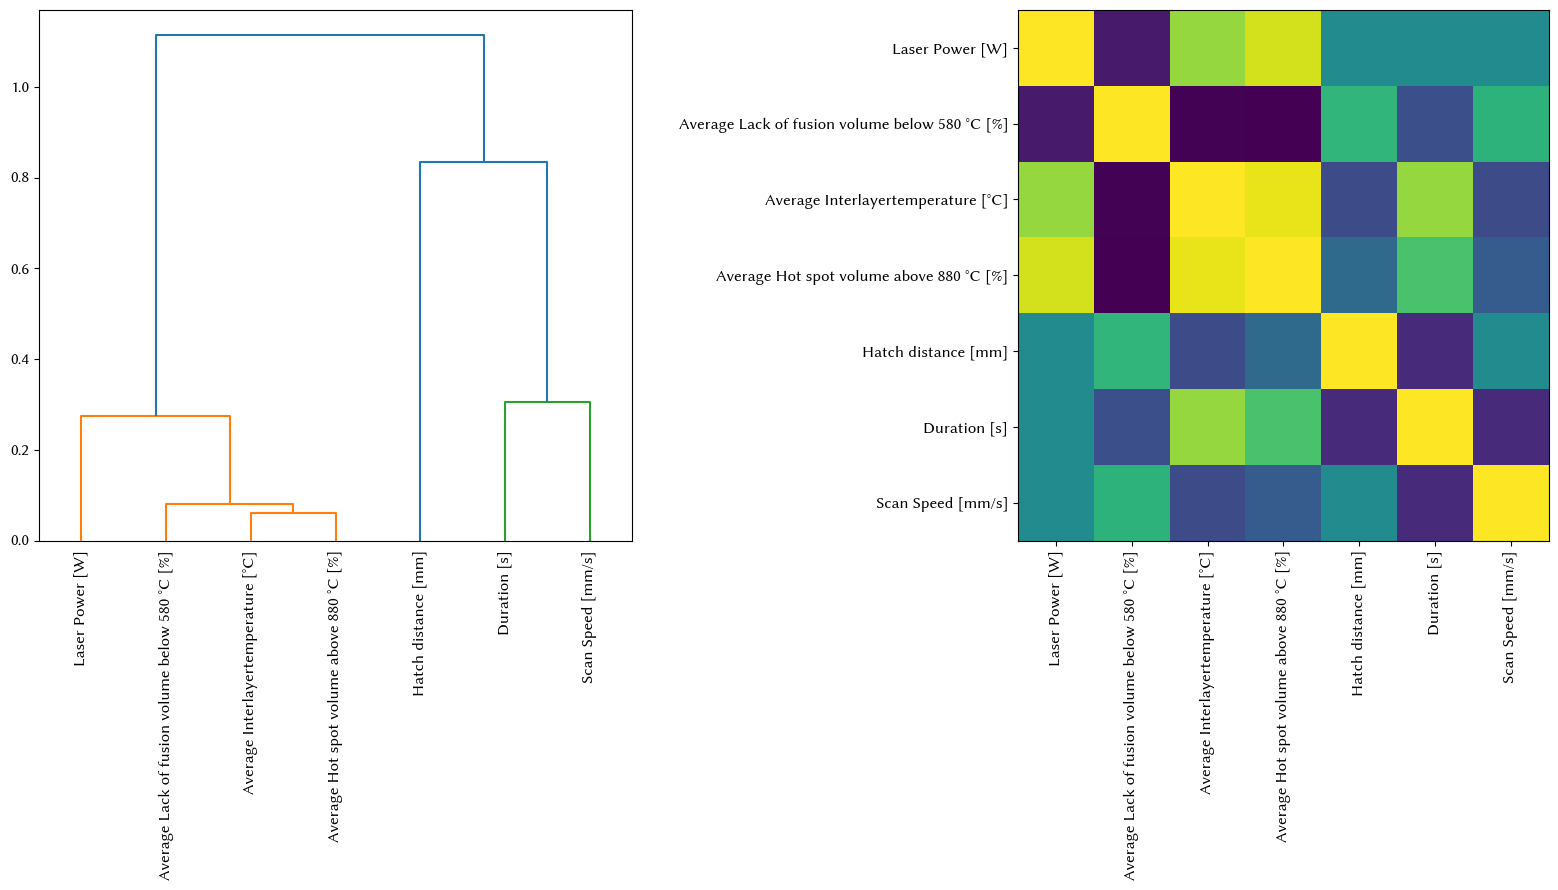 1.0
0.8
0.6
0.4
0.2
0.0
Laser Power [W]
Average Lack of fusion volume below 580 °C [%]
Average Interlayertemperature [°C]
Average Hot spot volume above 880 °C [%]
Hatch distance [mm]
Duration [s]
Scan Speed [mm/s]
Laser Power [W]
Average Lack of fusion volume below 580 °C [%]
Average Interlayertemperature [°C]
Average Hot spot volume above 880 °C [%]
Hatch distance [mm]
Duration [s]
Scan Speed [mm/s]
Laser Power [W]
Average Lack of fusion volume below 580 °C [%]
Average Interlayertemperature [°C]
Average Hot spot volume above 880 °C [%]
Hatch distance [mm]
Duration [s]
Scan Speed [mm/s]